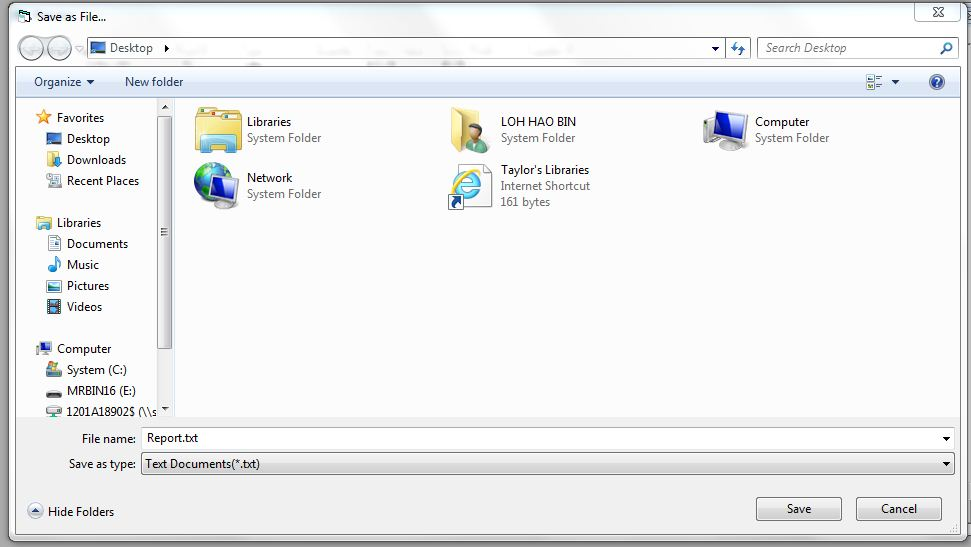 Save as File...
Desktop
Search Desktop
Organize
New folder
Favorites
Desktop
Downloads
Recent Places
Libraries
Documents
Music
Pictures
Videos
Computer
System (C:)
MRBIN16 (E:)
1201A18902$ (\\s
Libraries
System Folder
LOH HAO BIN
System Folder
Computer
System Folder
Network
System Folder
Taylor's Libraries
Internet Shortcut
161 bytes
File name: Report.txt
Save as type: Text Documents(*.txt)
Hide Folders
Save
Cancel